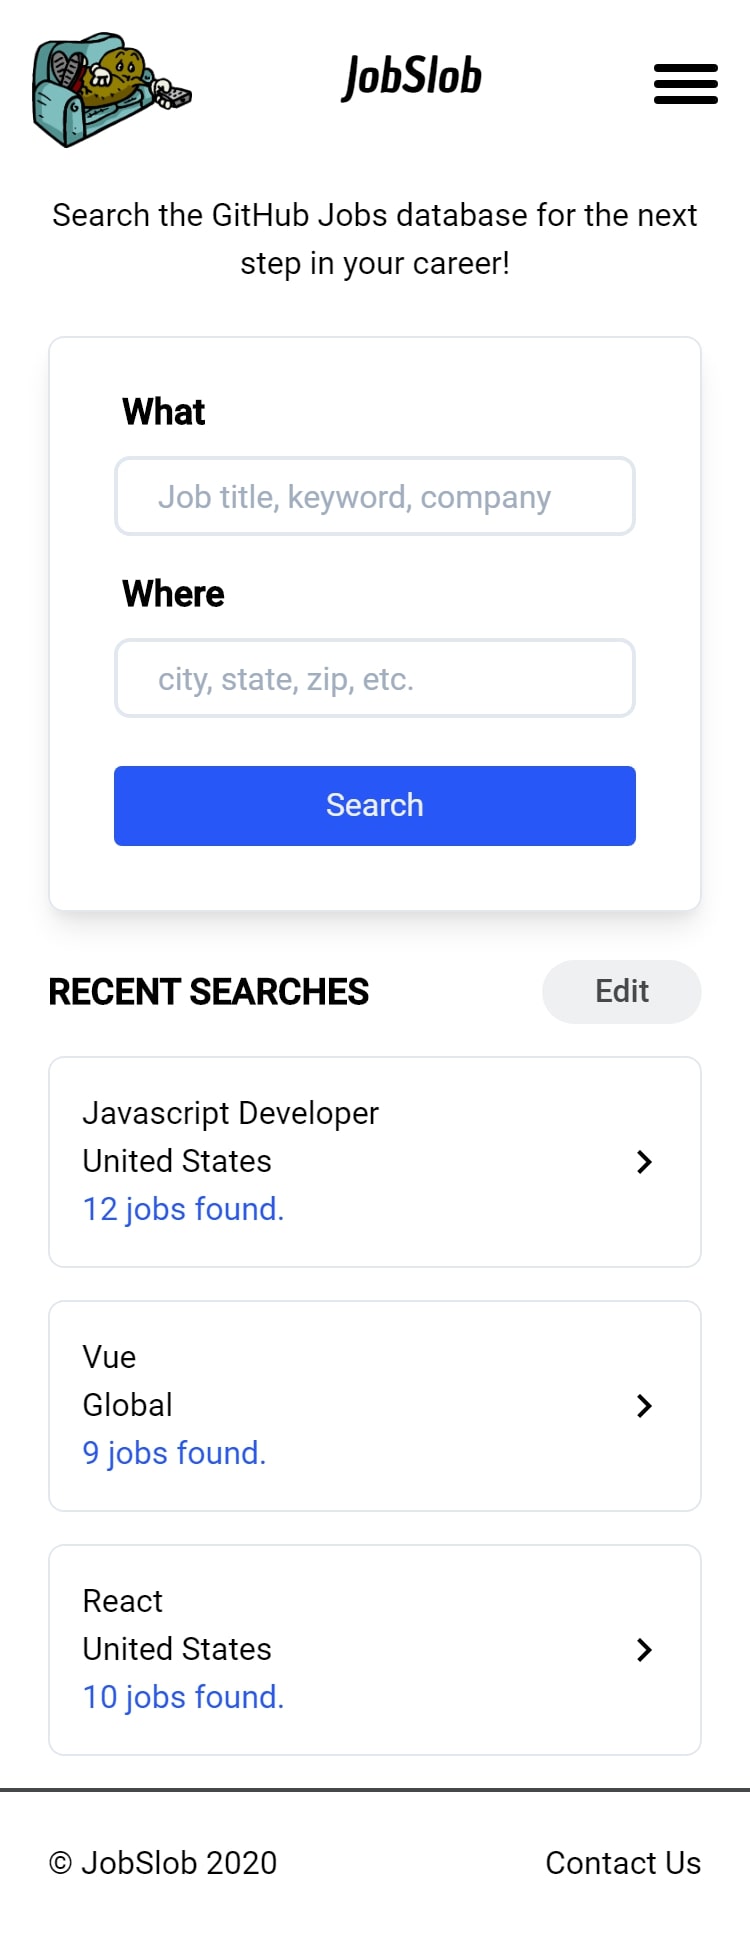 JobSlob
Search the GitHub Jobs database for the next
step in your career!
What
Job title, keyword, company
Where
city, state, zip, etc.
Search
RECENT SEARCHES
Edit
Javascript Developer
United States
12 jobs found.
Vue
Global
9 jobs found.
React
United States
10 jobs found.
© JobSlob 2020
Contact Us